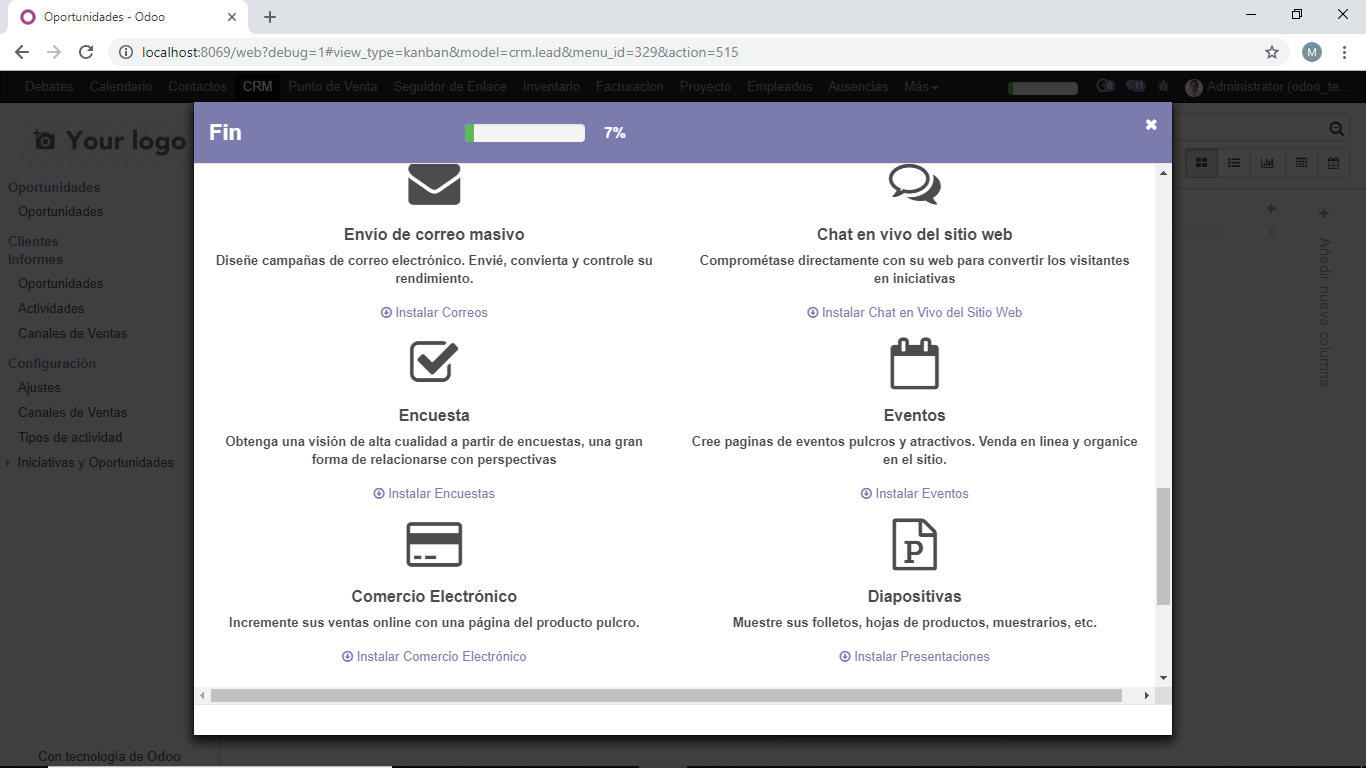 Oportunidades - Odoo
localhost:8069/web?debug=1#view_type=kanban&model=crm.lead&menu_id=329&action=515
M
Debates Calendario Contactos CRM Punto de Venta Seguidor de Enlace Inventario Facturacion Proyecto Empleados Ausencias Más 8 11 Administrator (odoo_te...
Your logo
Fin 7%
Oportunidades
Oportunidades
Clientes
Informes
Oportunidades
Actividades
Canales de Ventas
Configuración
Ajustes
Canales de Ventas
Tipos de actividad
Iniciativas y Oportunidades
Con tecnología de Odoo
Envío de correo masivo
Diseñe campañas de correo electrónico. Envié, convierta y controle su
rendimiento.
Instalar Correos
Chat en vivo del sitio web
Comprométase directamente con su web para convertir los visitantes
en iniciativas
Instalar Chat en Vivo del Sitio Web
Encuesta
Obtenga una visión de alta cualidad a partir de encuestas, una gran
forma de relacionarse con perspectivas
Instalar Encuestas
Eventos
Cree paginas de eventos pulcros y atractivos. Venda en linea y organice
en el sitio.
Instalar Eventos
Comercio Electrónico
Incremente sus ventas online con una página del producto pulcro.
Instalar Comercio Electrónico
P
Diapositivas
Muestre sus folletos, hojas de productos, muestrarios, etc.
Instalar Presentaciones
0
Añadir nueva columna